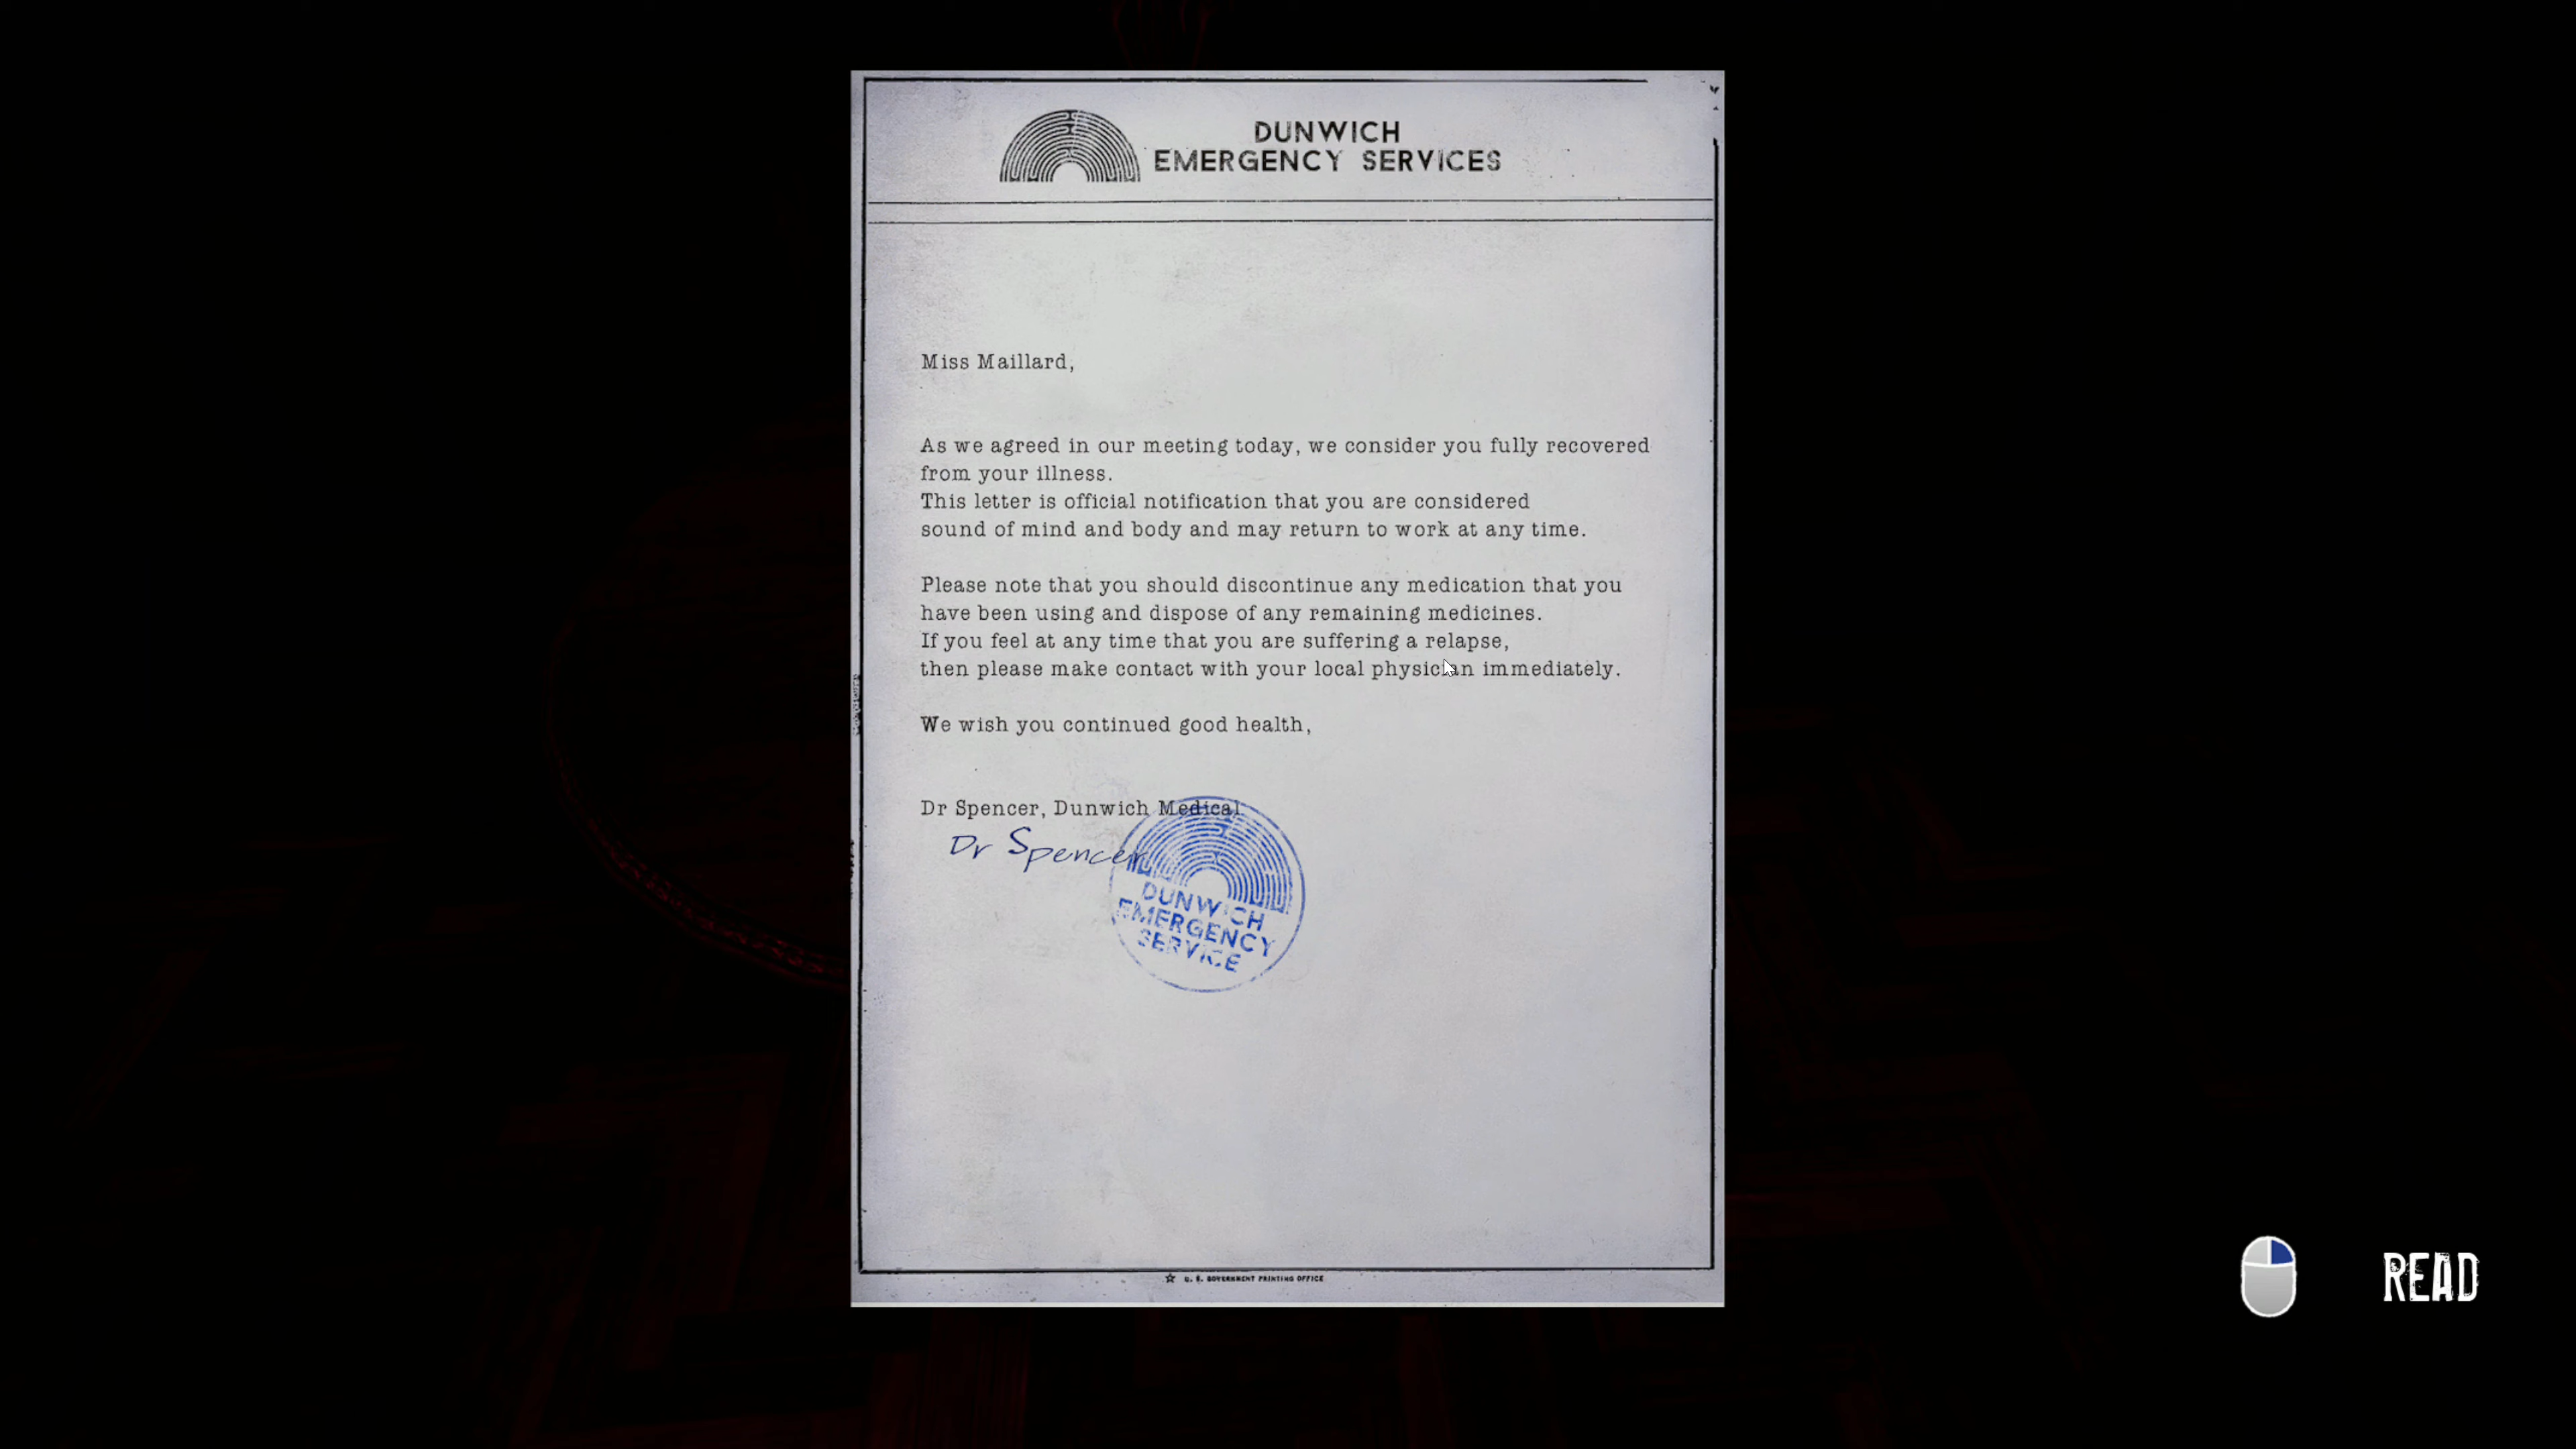 DUNWICH
EMERGENCY SERVICES
Miss Maillard,
As we agreed in our meeting today, we consider you fully recovered
from your illness.
This letter is official notification that you are considered
sound of mind and body and may return to work at any time.
Please note that you should discontinue any medication that you
have been using and dispose of any remaining medicines.
If you feel at any time that you are suffering a relapse,
then please make contact with your local physician immediately.
We wish you continued good health,
Dr Spencer, Dunwich Medical.
Dr Spencer
DUNWICH
EMERGENCY
SERVICE
U. S. GOVERNMENT PRINTING OFFICE
READ